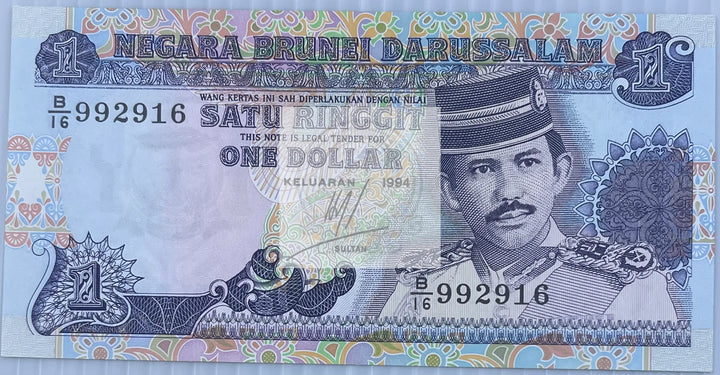 1 NEGARA BRUNEI DARUSSALAM 1
B/16 992916
WANG KERTAS INI SAH DIPERLAKUKAN DENGAN NILAI
SATU RINGGIT
THIS NOTE IS LEGAL TENDER FOR
ONE DOLLAR
KELUARAN 1994
SULTAN
1
B/16 992916